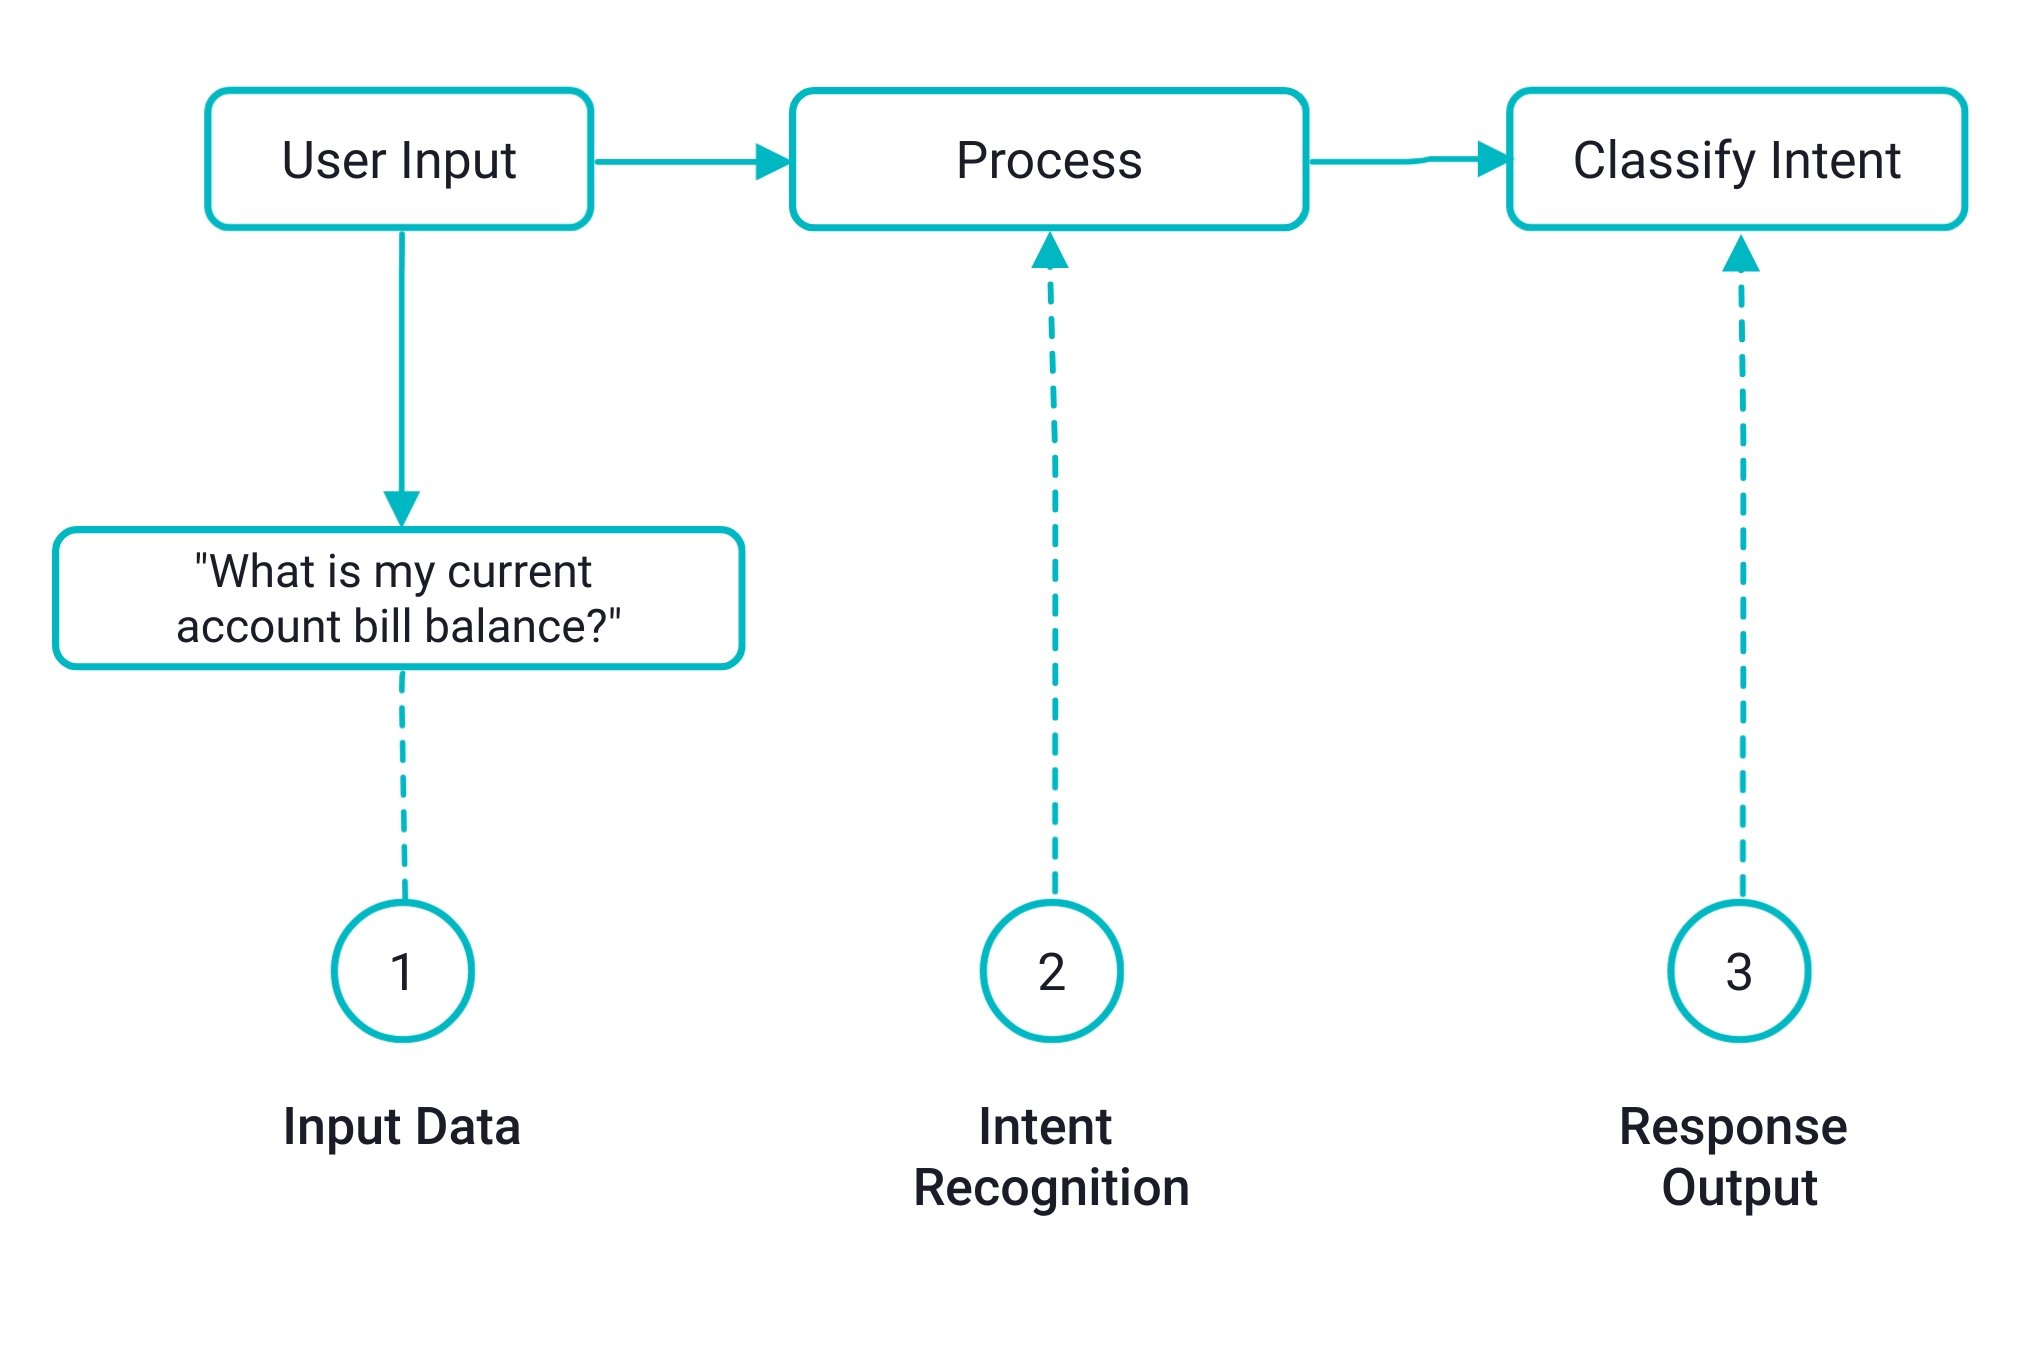 User Input
Process
Classify Intent
"What is my current
account bill balance?"
1
2
3
Input Data
Intent
Recognition
Response
Output